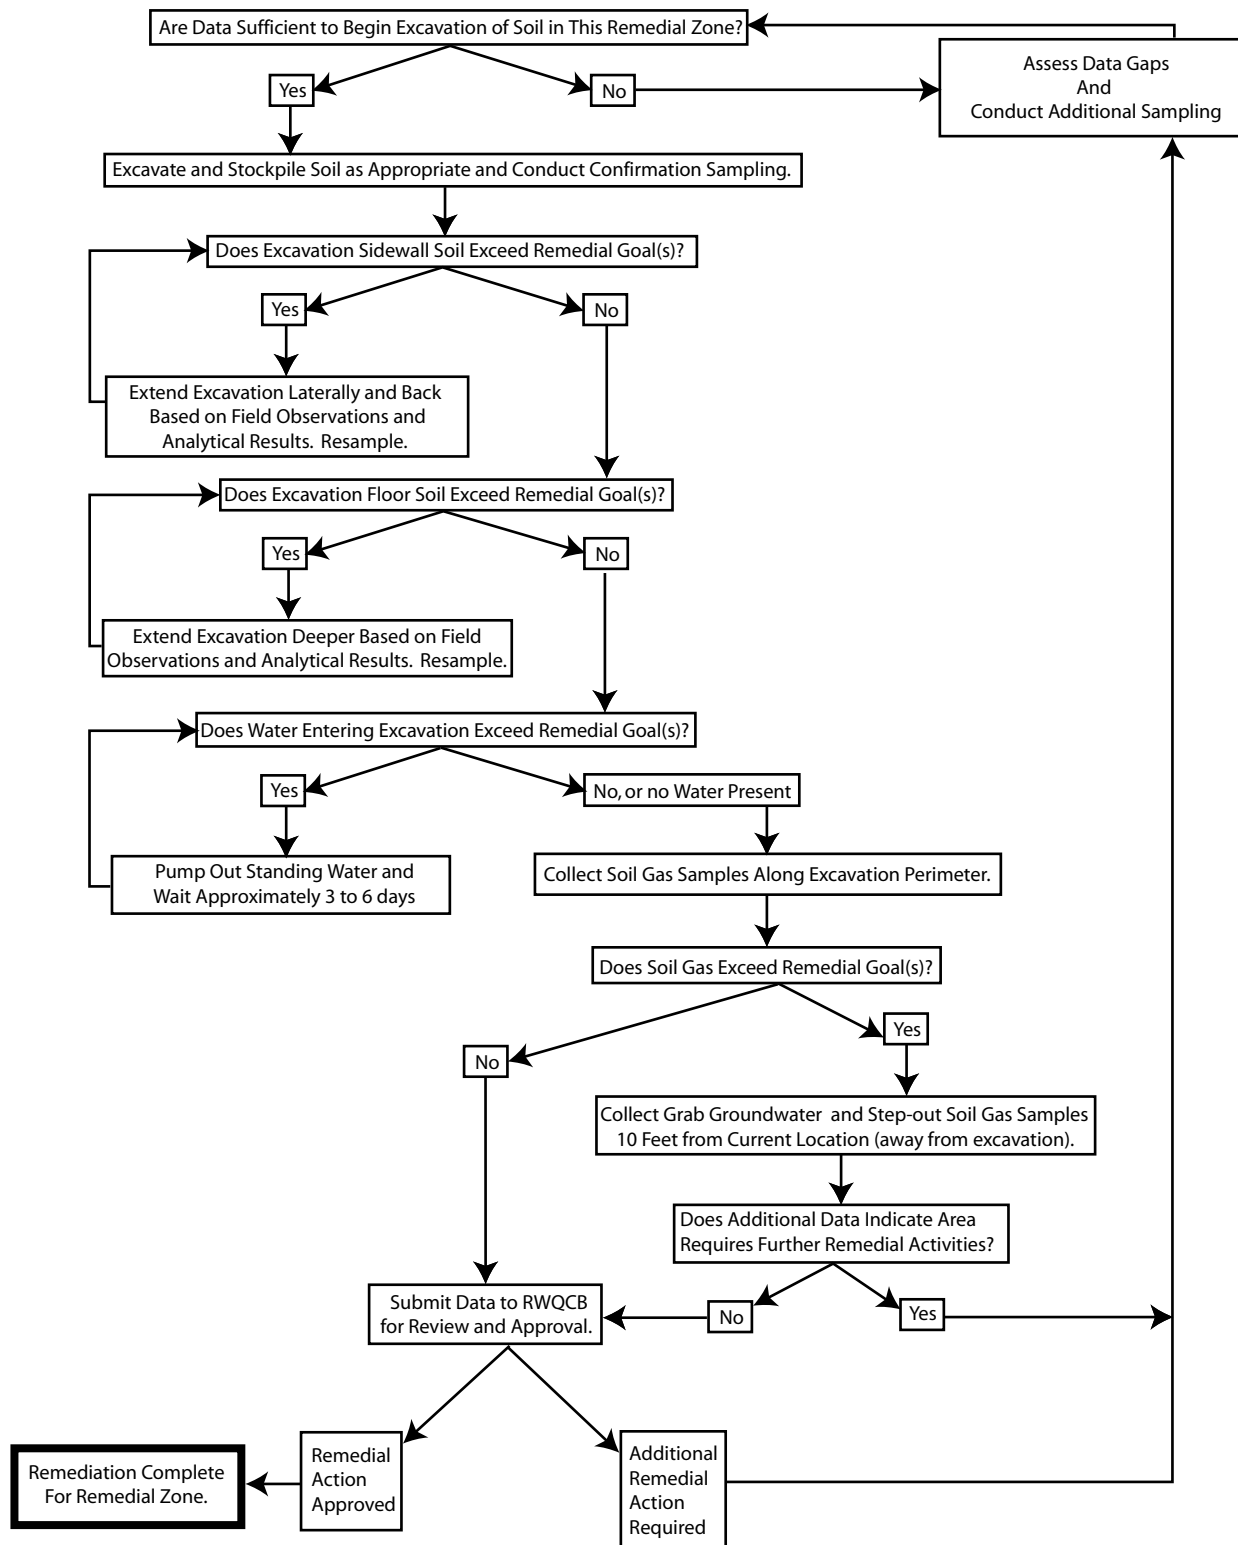 Are Data Sufficient to Begin Excavation of Soil in This Remedial Zone?
Assess Data Gaps
And
Conduct Additional Sampling
Yes
No
Excavate and Stockpile Soil as Appropriate and Conduct Confirmation Sampling.
Does Excavation Sidewall Soil Exceed Remedial Goal(s)?
Yes
No
Extend Excavation Laterally and Back
Based on Field Observations and
Analytical Results. Resample.
Does Excavation Floor Soil Exceed Remedial Goal(s)?
Yes
No
Extend Excavation Deeper Based on Field
Observations and Analytical Results. Resample.
Does Water Entering Excavation Exceed Remedial Goal(s)?
Yes
No, or no Water Present
Pump Out Standing Water and
Wait Approximately 3 to 6 days
Collect Soil Gas Samples Along Excavation Perimeter.
Does Soil Gas Exceed Remedial Goal(s)?
No
Yes
Collect Grab Groundwater and Step-out Soil Gas Samples
10 Feet from Current Location (away from excavation).
Does Additional Data Indicate Area
Requires Further Remedial Activities?
No
Yes
Submit Data to RWQCB
for Review and Approval.
Remedial
Action
Approved
Additional
Remedial
Action
Required
Remediation Complete
For Remedial Zone.